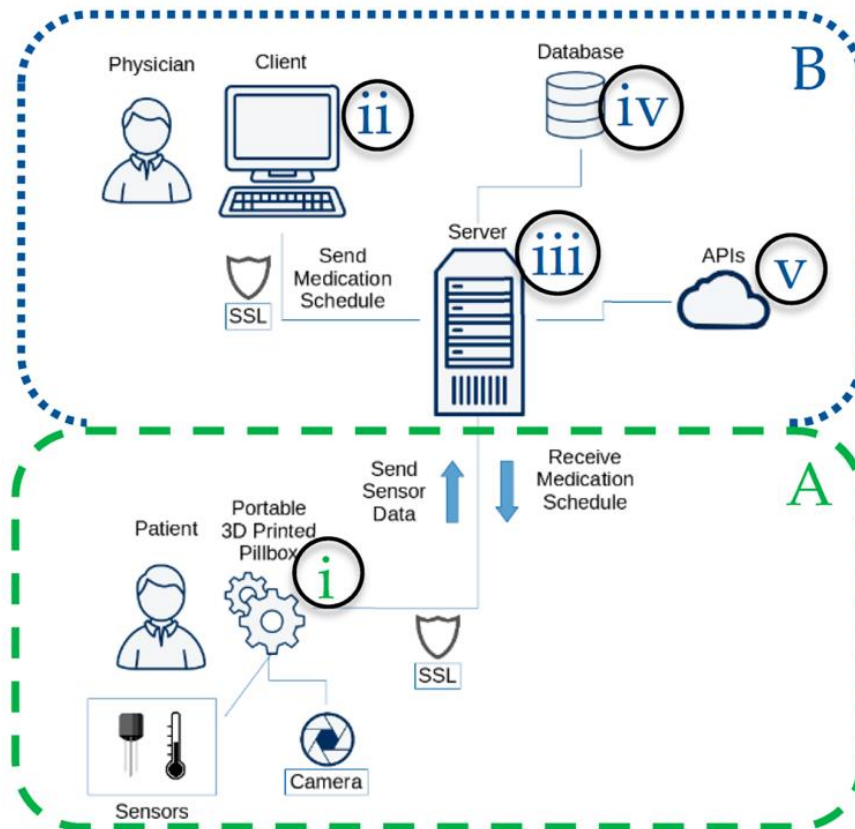 B
Physician
Client
ii
Database
iv
Server
iii
APIs
v
Send
Medication
Schedule
SSL
A
Send
Sensor
Data
Receive
Medication
Schedule
Patient
Portable
3D Printed
Pillbox
i
SSL
Sensors
Camera